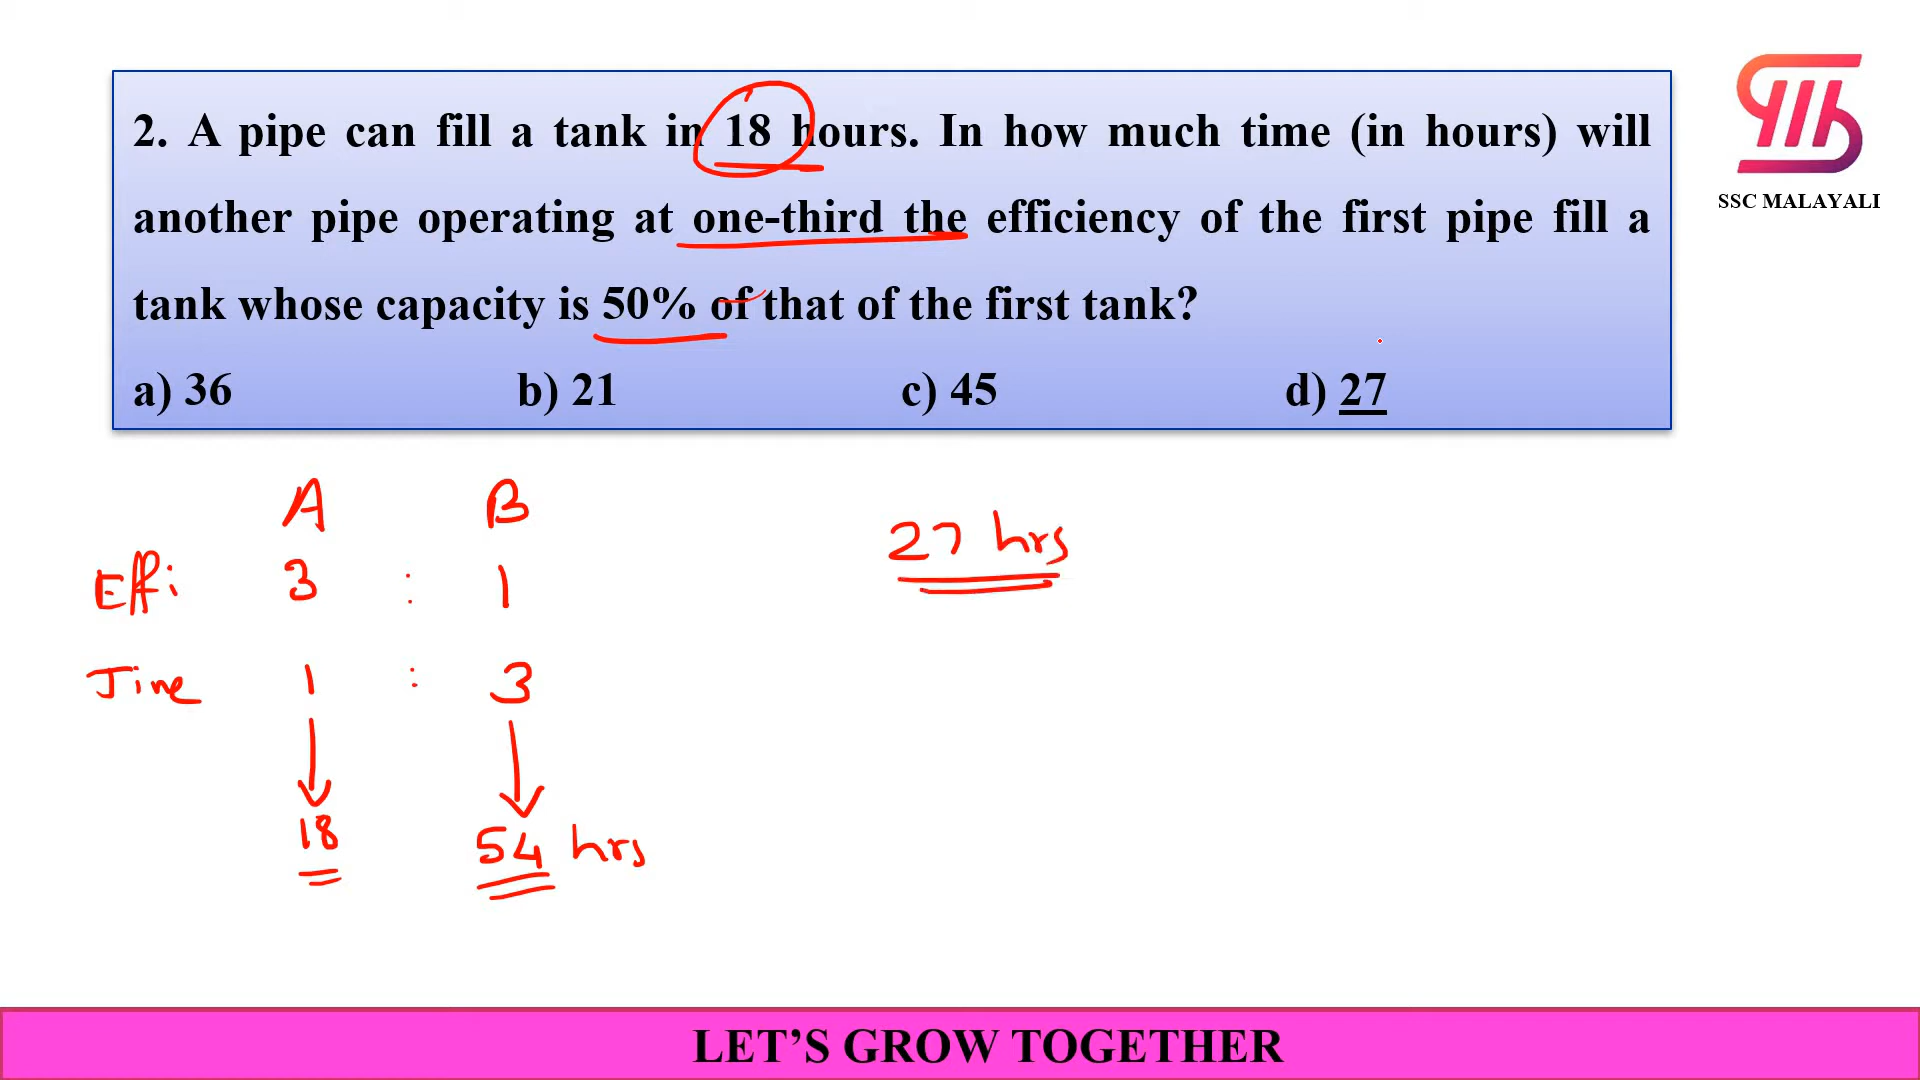 2. A pipe can fill a tank in 18 hours. In how much time (in hours) will
another pipe operating at one-third the efficiency of the first pipe fill a
tank whose capacity is 50% of that of the first tank?
a) 36 b) 21 c) 45 d) 27
SSC MALAYALI
A B
Effi 3 : 1
Time 1 : 3
18 54 hrs
27 hrs
LET’S GROW TOGETHER